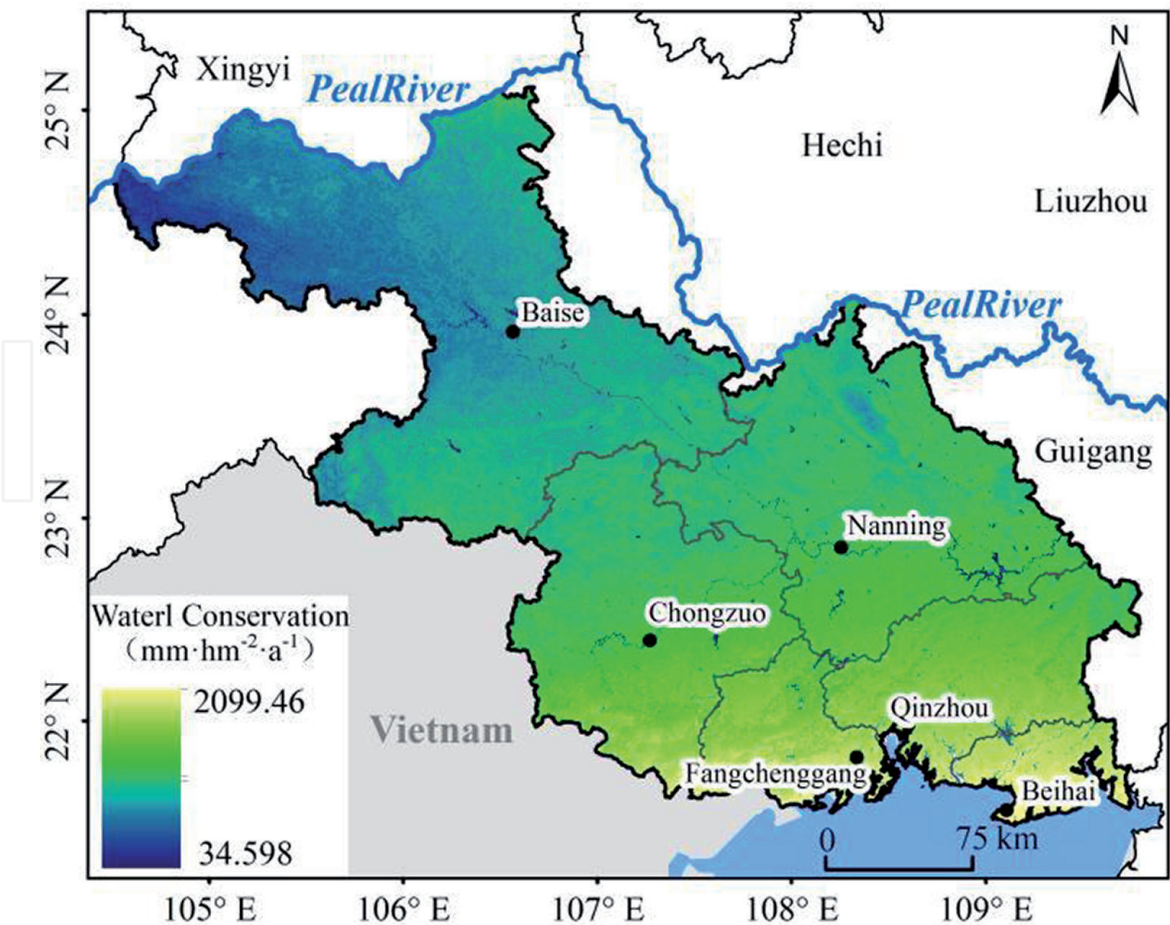 N
Xingyi
PealRiver
Hechi
Liuzhou
Baise
PealRiver
Guigang
Nanning
Chongzuo
Waterl Conservation
(mm·hm⁻²·a⁻¹)
2099.46
34.598
Vietnam
Qinzhou
Fangchenggang
Beihai
0 75 km
25° N
24° N
23° N
22° N
105° E 106° E 107° E 108° E 109° E